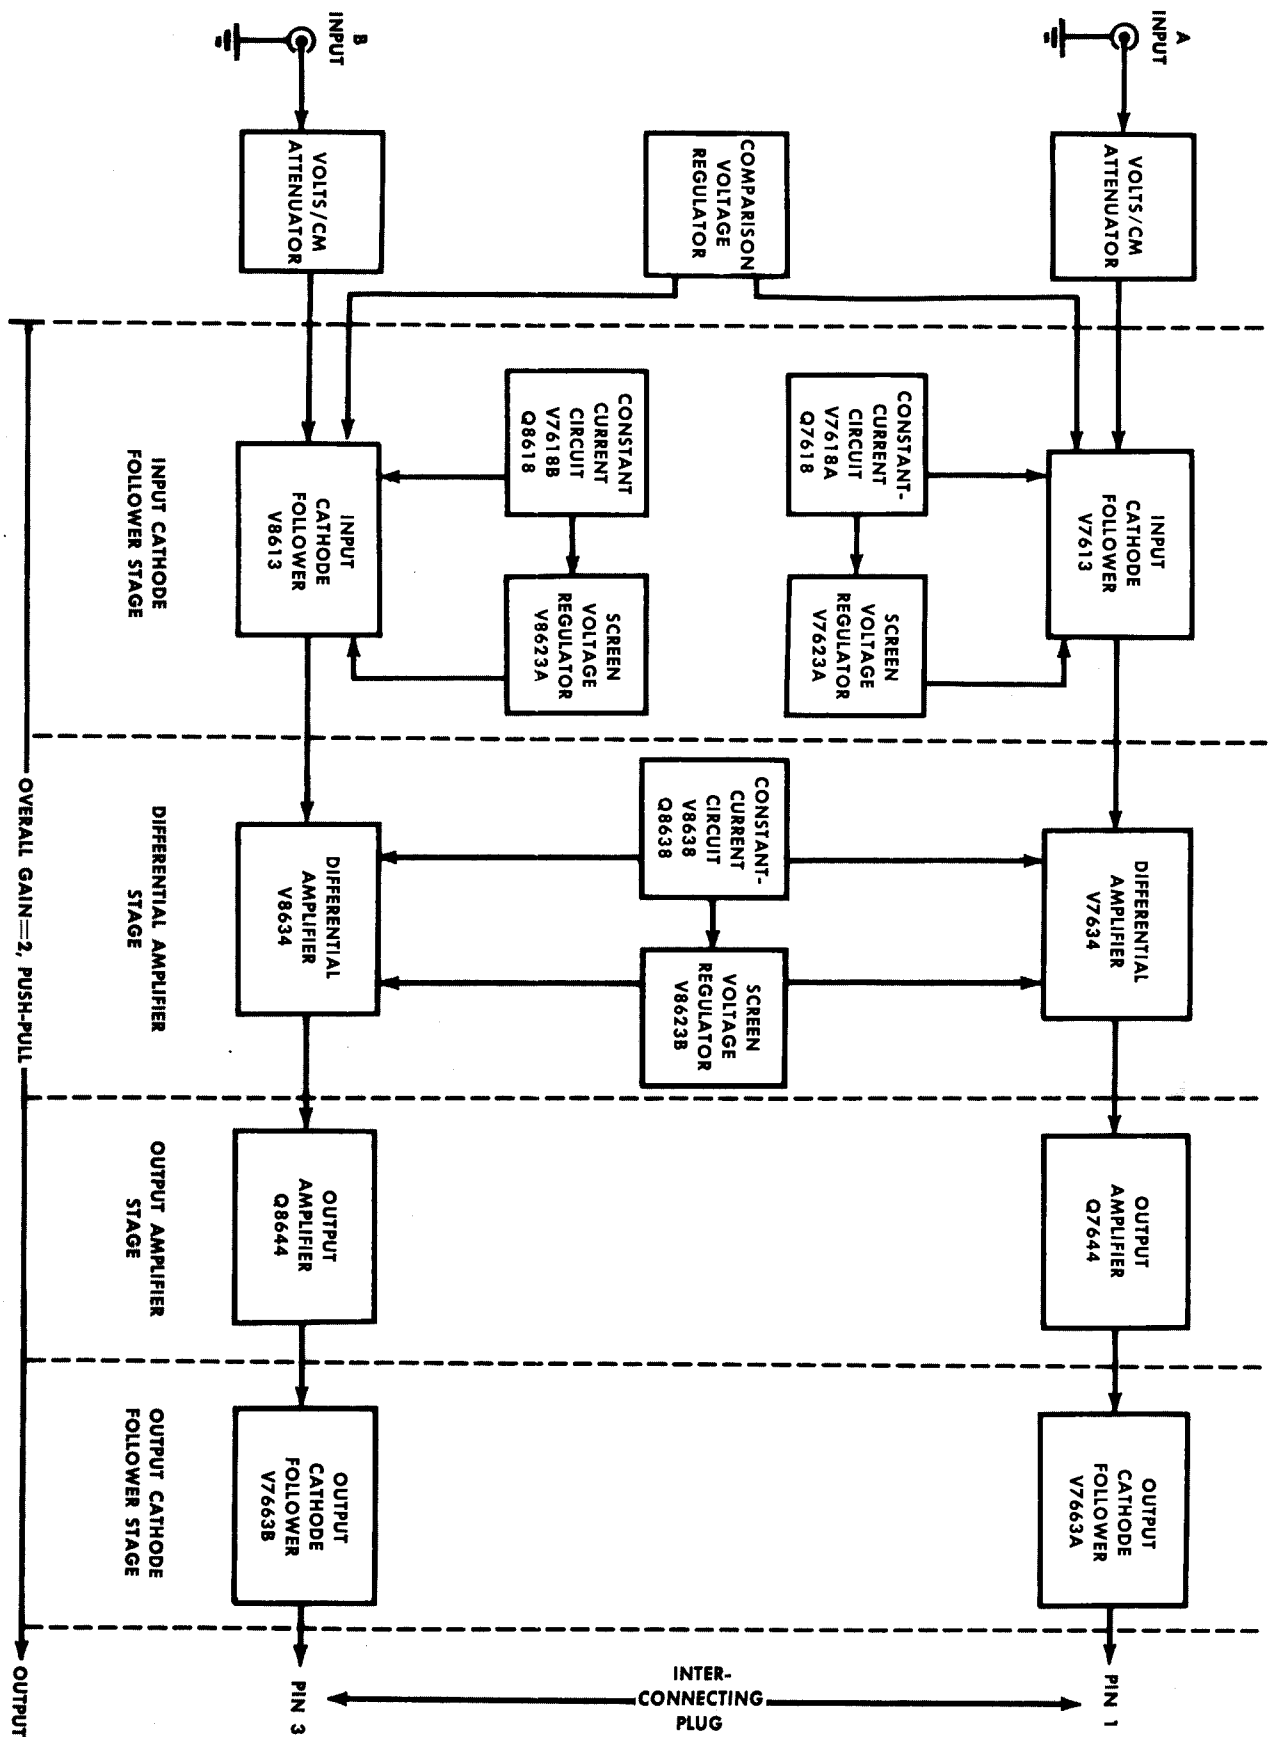 A
INPUT
VOLTS/CM
ATTENUATOR
INPUT
CATHODE
FOLLOWER
V7613
DIFFERENTIAL
AMPLIFIER
V7634
OUTPUT
AMPLIFIER
Q7644
OUTPUT
CATHODE
FOLLOWER
V7663A
PIN 1
CONSTANT-
CURRENT
CIRCUIT
V7618A
Q7618
SCREEN
VOLTAGE
REGULATOR
V7623A
COMPARISON
VOLTAGE
REGULATOR
CONSTANT-
CURRENT
CIRCUIT
V8638
Q8638
SCREEN
VOLTAGE
REGULATOR
V8623B
INTER-
CONNECTING
PLUG
CONSTANT
CURRENT
CIRCUIT
V7618B
Q8618
SCREEN
VOLTAGE
REGULATOR
V8623A
B
INPUT
VOLTS/CM
ATTENUATOR
INPUT
CATHODE
FOLLOWER
V8613
DIFFERENTIAL
AMPLIFIER
V8634
OUTPUT
AMPLIFIER
Q8644
OUTPUT
CATHODE
FOLLOWER
V7663B
PIN 3
INPUT CATHODE
FOLLOWER STAGE
DIFFERENTIAL AMPLIFIER
STAGE
OUTPUT AMPLIFIER
STAGE
OUTPUT CATHODE
FOLLOWER STAGE
OVERALL GAIN=2, PUSH-PULL
OUTPUT